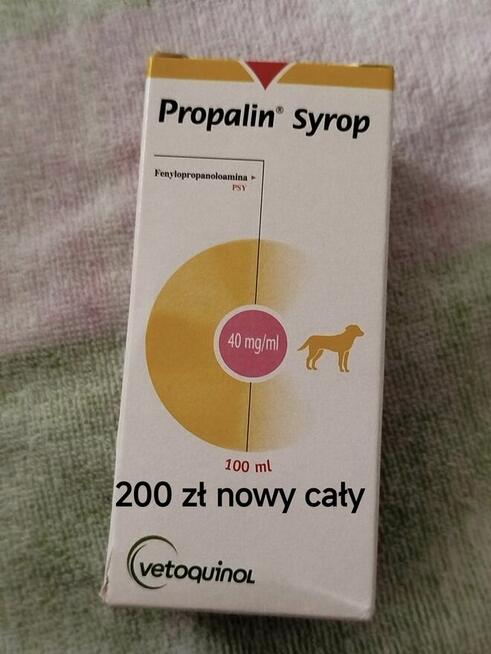 Propalin® syrop
Fenylopropanoloamina
PSY
40 mg/ml
100 ml
200 zł nowy cały
vetoquinol